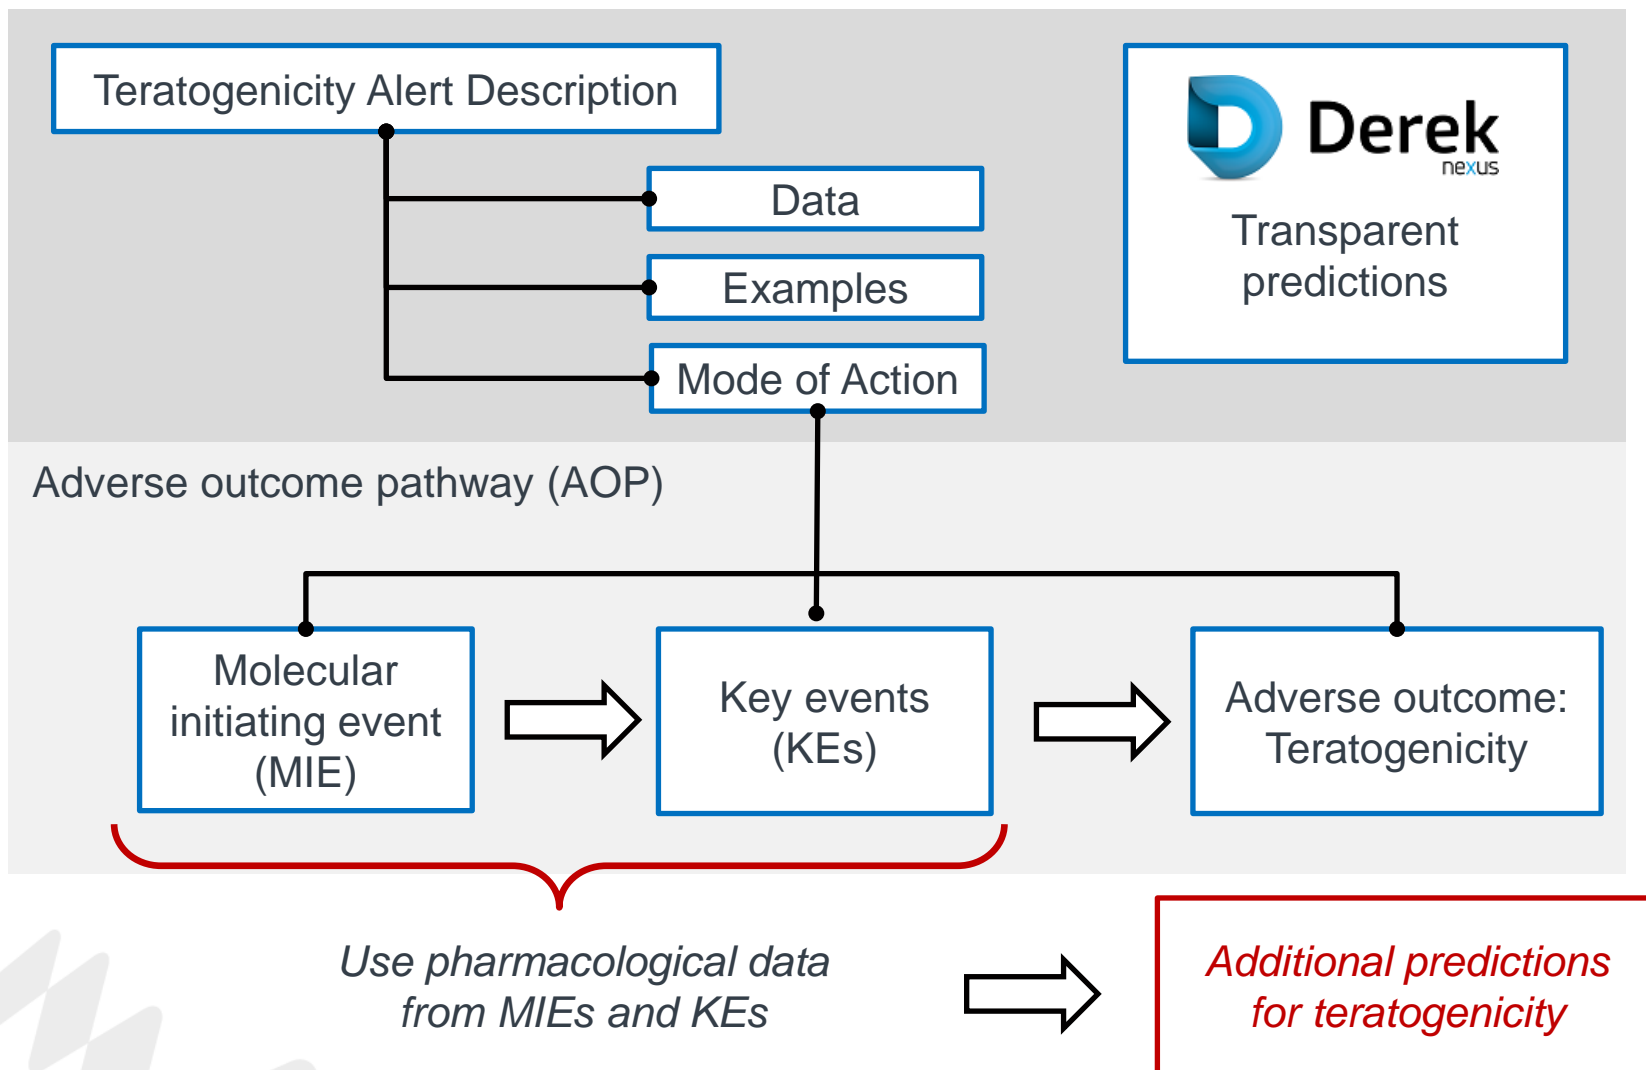 Teratogenicity Alert Description
Data
Examples
Mode of Action
Derek
nexus
Transparent
predictions
Adverse outcome pathway (AOP)
Molecular
initiating event
(MIE)
Key events
(KEs)
Adverse outcome:
Teratogenicity
Use pharmacological data
from MIEs and KEs
Additional predictions
for teratogenicity